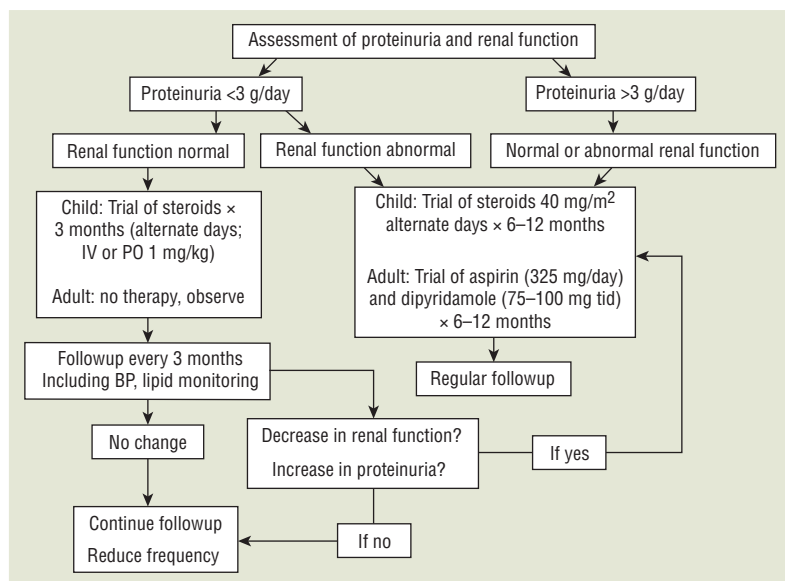 Assessment of proteinuria and renal function
Proteinuria <3 g/day
Proteinuria >3 g/day
Renal function normal
Renal function abnormal
Normal or abnormal renal function
Child: Trial of steroids ×
3 months (alternate days;
IV or PO 1 mg/kg)
Adult: no therapy, observe
Child: Trial of steroids 40 mg/m²
alternate days × 6–12 months
Adult: Trial of aspirin (325 mg/day)
and dipyridamole (75–100 mg tid)
× 6–12 months
Followup every 3 months
Including BP, lipid monitoring
Regular followup
No change
Decrease in renal function?
Increase in proteinuria?
If yes
Continue followup
Reduce frequency
If no